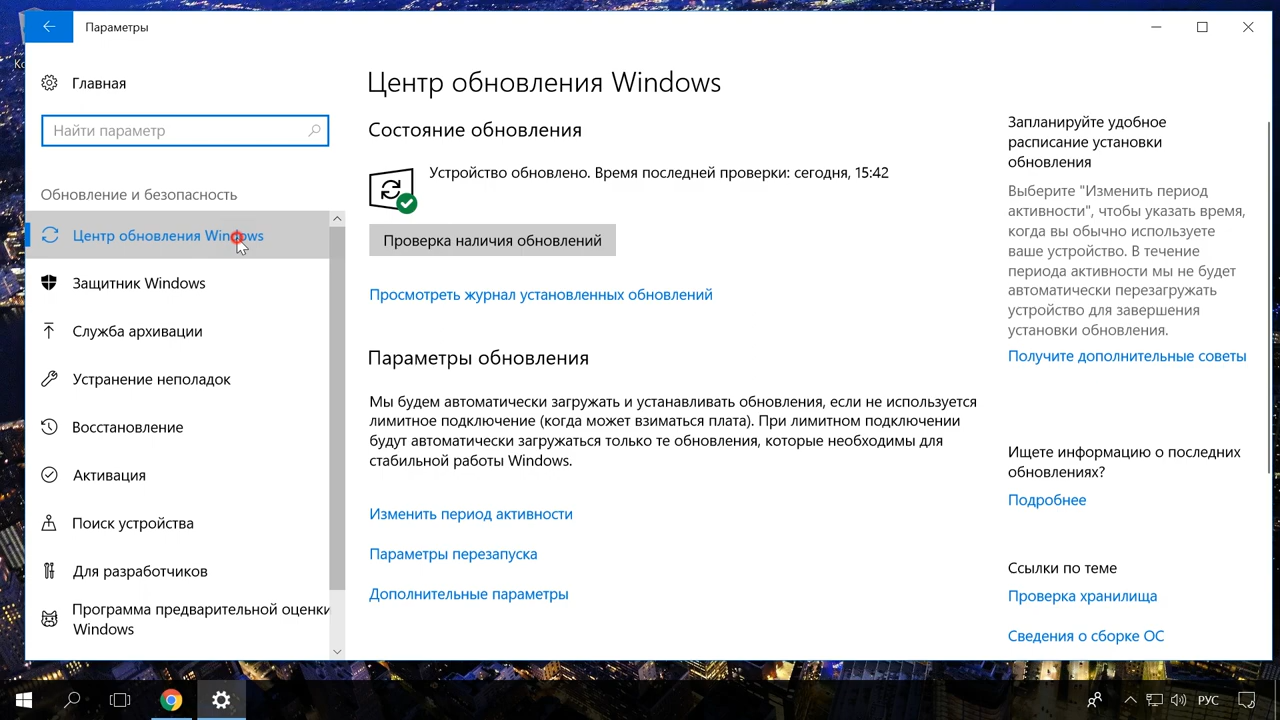 Параметры
Главная
Найти параметр
Обновление и безопасность
Центр обновления Windows
Защитник Windows
Служба архивации
Устранение неполадок
Восстановление
Активация
Поиск устройства
Для разработчиков
Программа предварительной оценки
Windows
Центр обновления Windows
Состояние обновления
Устройство обновлено. Время последней проверки: сегодня, 15:42
Проверка наличия обновлений
Просмотреть журнал установленных обновлений
Параметры обновления
Мы будем автоматически загружать и устанавливать обновления, если не используется
лимитное подключение (когда может взиматься плата). При лимитном подключении
будут автоматически загружаться только те обновления, которые необходимы для
стабильной работы Windows.
Изменить период активности
Параметры перезапуска
Дополнительные параметры
Запланируйте удобное
расписание установки
обновления
Выберите "Изменить период
активности", чтобы указать время,
когда вы обычно используете
ваше устройство. В течение
периода активности мы не будет
автоматически перезагружать
устройство для завершения
установки обновления.
Получите дополнительные советы
Ищете информацию о последних
обновлениях?
Подробнее
Ссылки по теме
Проверка хранилища
Сведения о сборке ОС
РУС